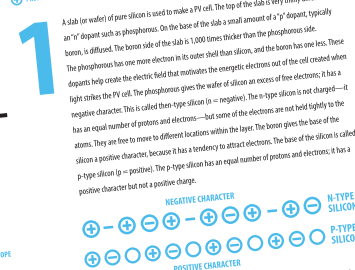 1
A slab (or wafer) of pure silicon is used to make a PV cell. The top of the slab is very thinly
an “n” dopant such as phosphorous. On the base of the slab a small amount of a “p” dopant, typically
boron, is diffused. The boron side of the slab is 1,000 times thicker than the phosphorous side.
The phosphorous has one more electron in its outer shell than silicon, and the boron has one less. These
dopants help create the electric field that motivates the energetic electrons out of the cell created when
light strikes the PV cell. The phosphorous gives the wafer of silicon an excess of free electrons; it has a
negative character. This is called then-type silicon (n = negative). The n-type silicon is not charged—it
has an equal number of protons and electrons—but some of the electrons are not held tightly to the
atoms. They are free to move to different locations within the layer. The boron gives the base of the
silicon a positive character, because it has a tendency to attract electrons. The base of the silicon is called
p-type silicon (p = positive). The p-type silicon has an equal number of protons and electrons; it has a
positive character but not a positive charge.
NEGATIVE CHARACTER
N-TYPE
SILICON
P-TYPE
SILICON
POSITIVE CHARACTER
OPE